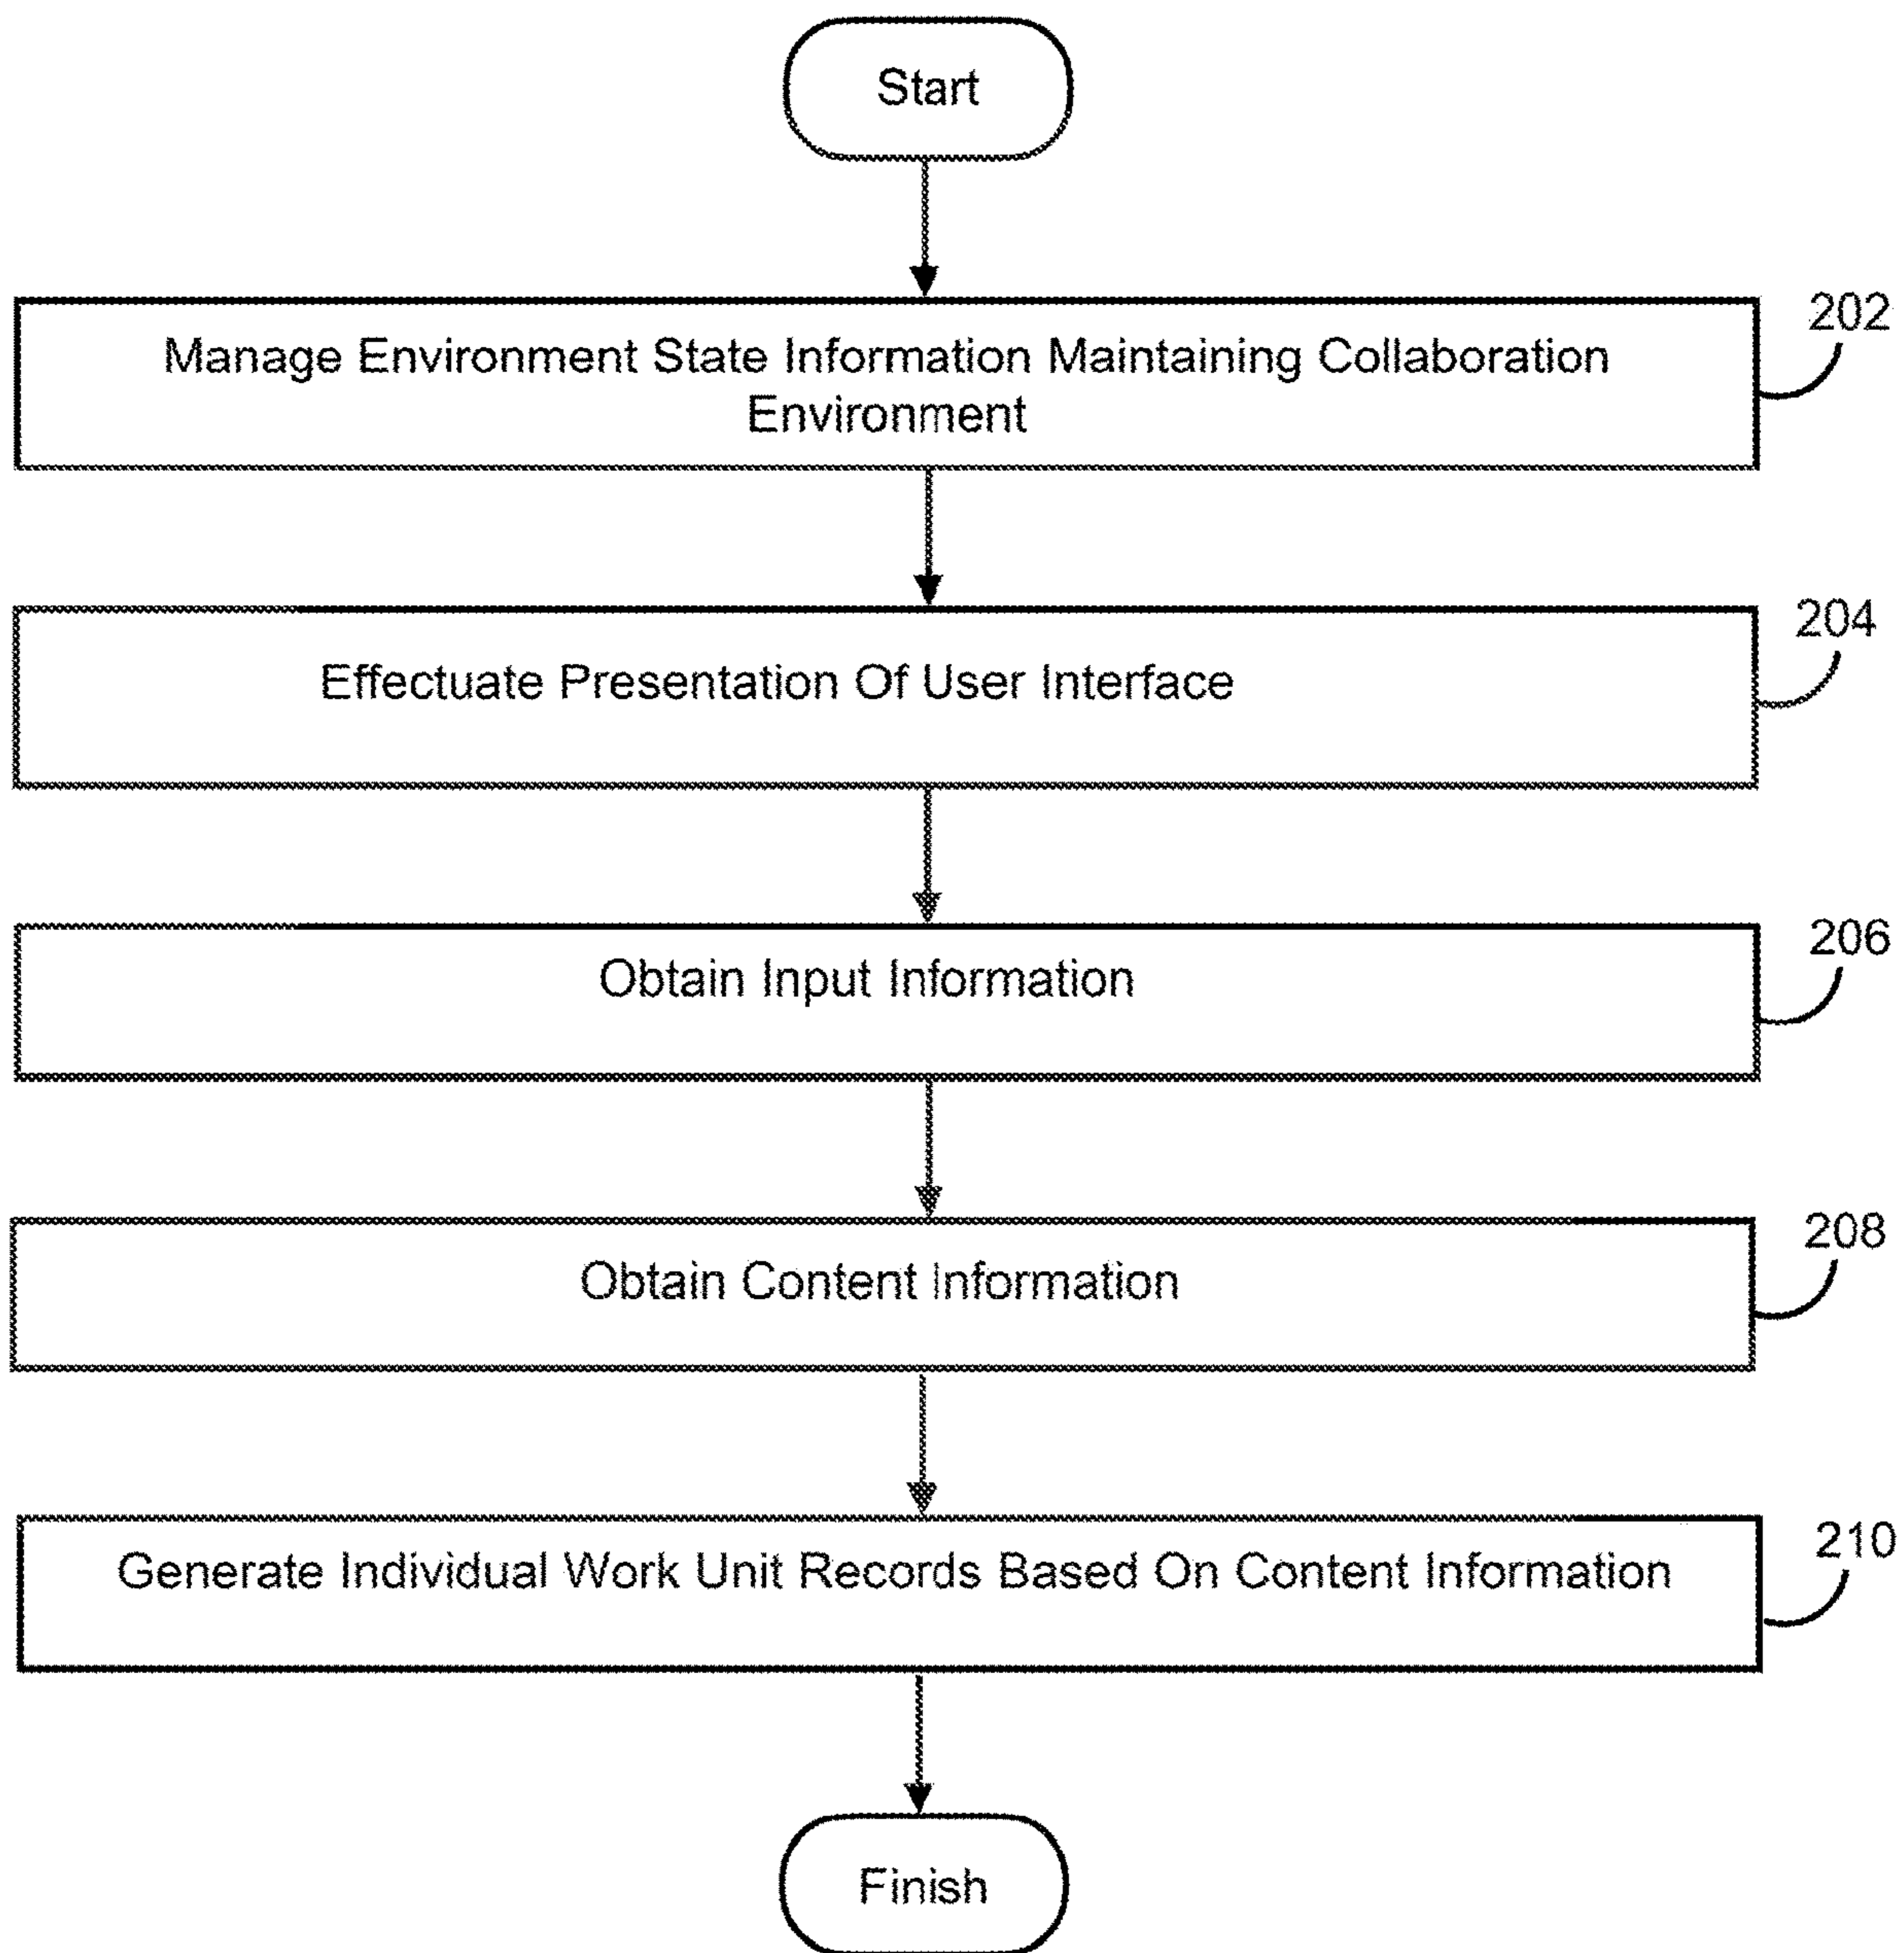 Start
202
Manage Environment State Information Maintaining Collaboration
Environment
204
Effectuate Presentation Of User Interface
206
Obtain Input Information
208
Obtain Content Information
210
Generate Individual Work Unit Records Based On Content Information
Finish